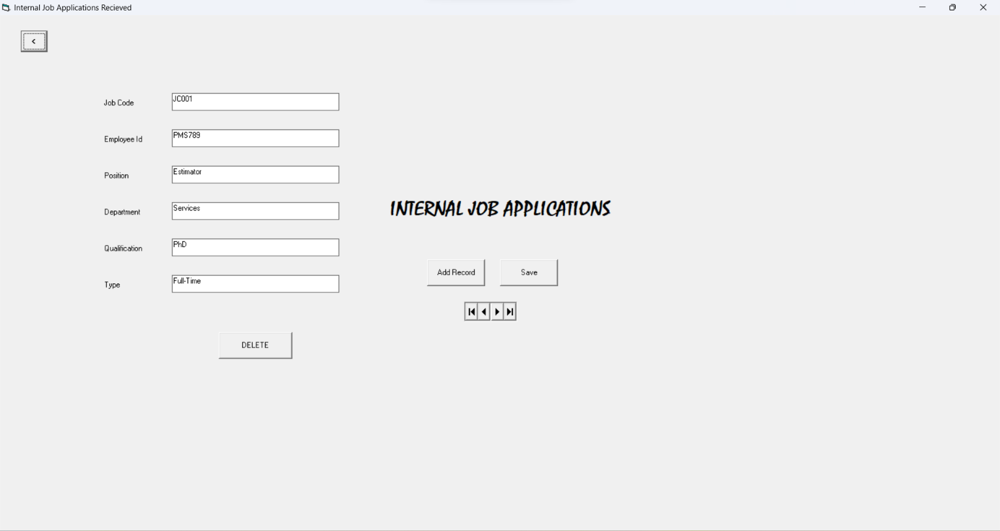 Internal Job Applications Recieved
<
Job Code JC001
Employee Id PMS789
Position Estimator
Department Services
INTERNAL JOB APPLICATIONS
Qualification PhD
Add Record Save
Type Full-Time
DELETE